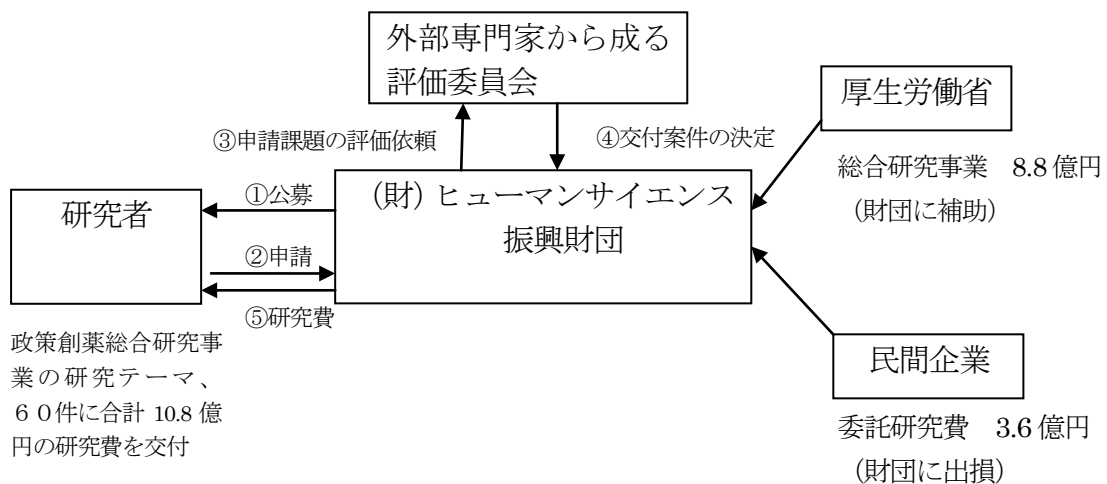 外部専門家から成る
評価委員会
厚生労働省
③申請課題の評価依頼
④交付案件の決定
総合研究事業 8.8億円
(財団に補助)
研究者
①公募
(財)ヒューマンサイエンス
振興財団
②申請
⑤研究費
政策創薬総合研究事
業の研究テーマ、
60件に合計 10.8 億
円の研究費を交付
民間企業
委託研究費 3.6億円
(財団に出損)